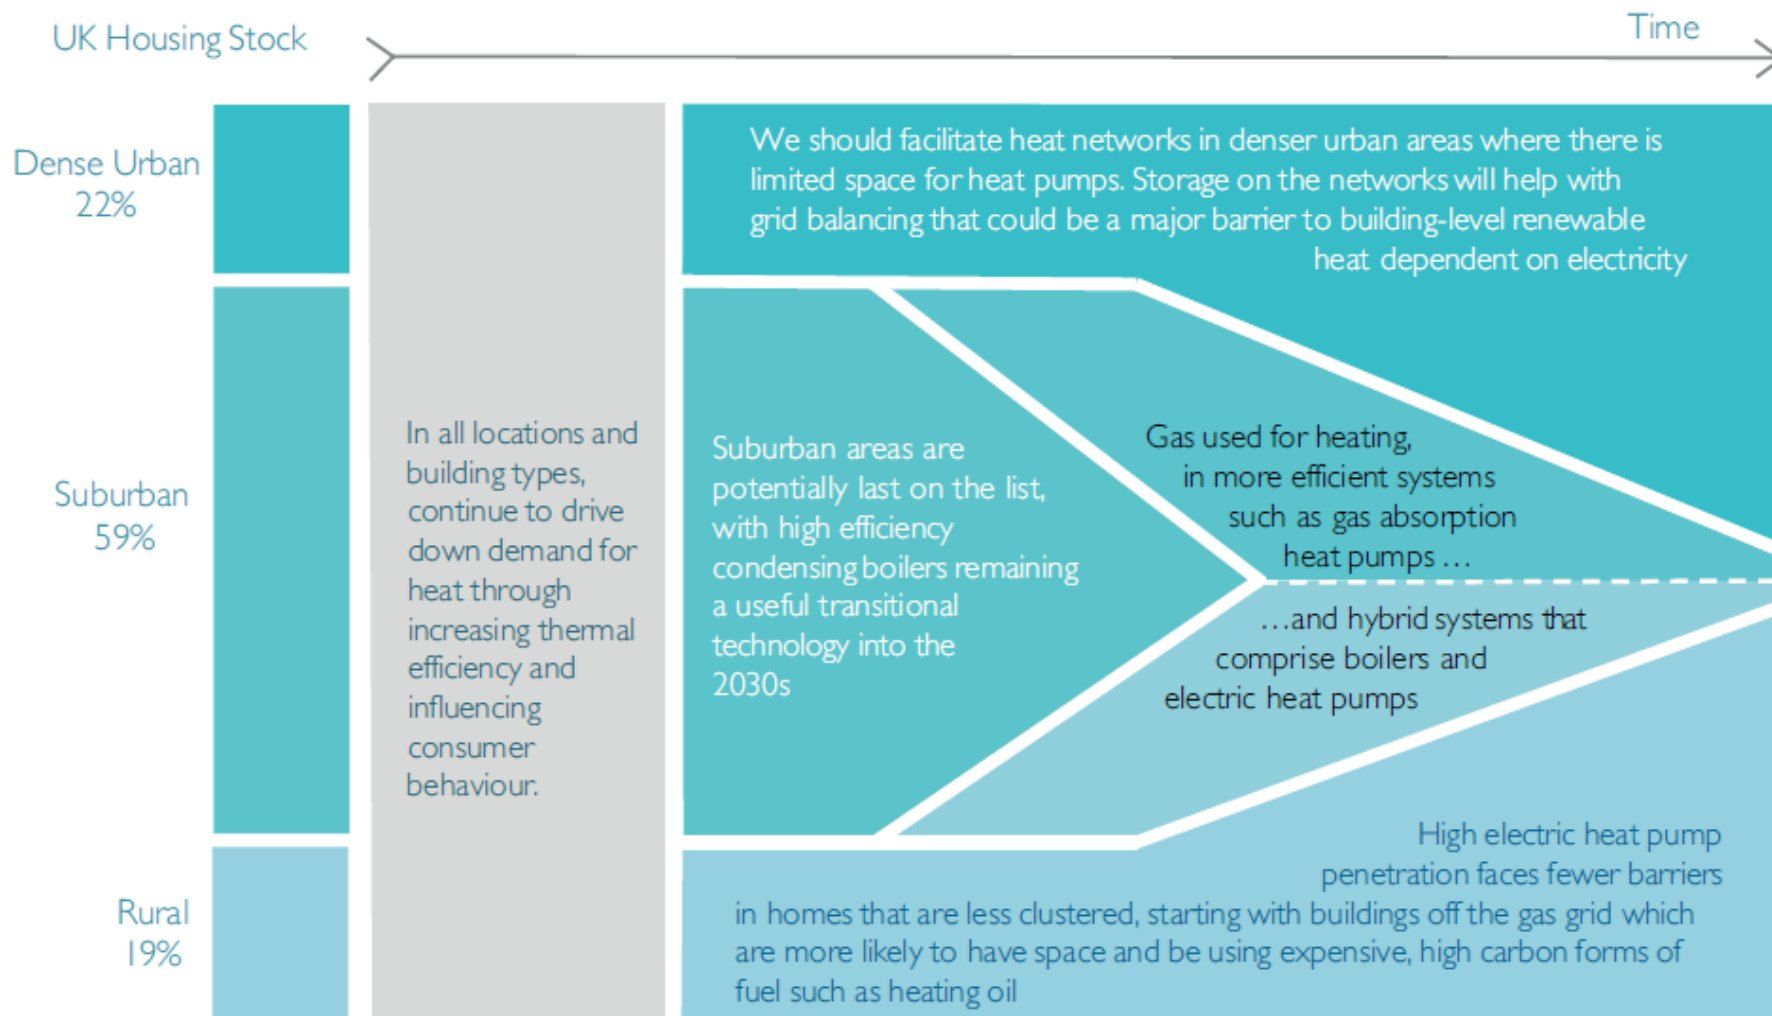 UK Housing Stock
Time
Dense Urban
22%
We should facilitate heat networks in denser urban areas where there is
limited space for heat pumps. Storage on the networks will help with
grid balancing that could be a major barrier to building-level renewable
heat dependent on electricity
Suburban
59%
In all locations and
building types,
continue to drive
down demand for
heat through
increasing thermal
efficiency and
influencing
consumer
behaviour.
Suburban areas are
potentially last on the list,
with high efficiency
condensing boilers remaining
a useful transitional
technology into the
2030s
Gas used for heating,
in more efficient systems
such as gas absorption
heat pumps ...
...and hybrid systems that
comprise boilers and
electric heat pumps
Rural
19%
High electric heat pump
penetration faces fewer barriers
in homes that are less clustered, starting with buildings off the gas grid which
are more likely to have space and be using expensive, high carbon forms of
fuel such as heating oil